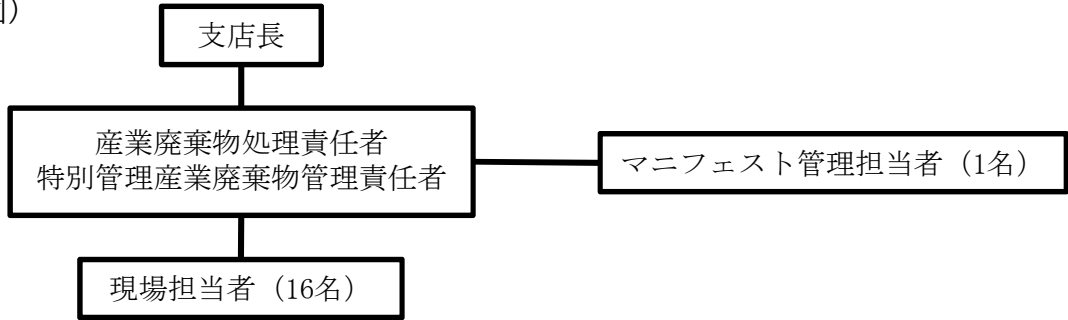 支店長
産業廃棄物処理責任者
特別管理産業廃棄物管理責任者
マニフェスト管理担当者（1名）
現場担当者（16名）